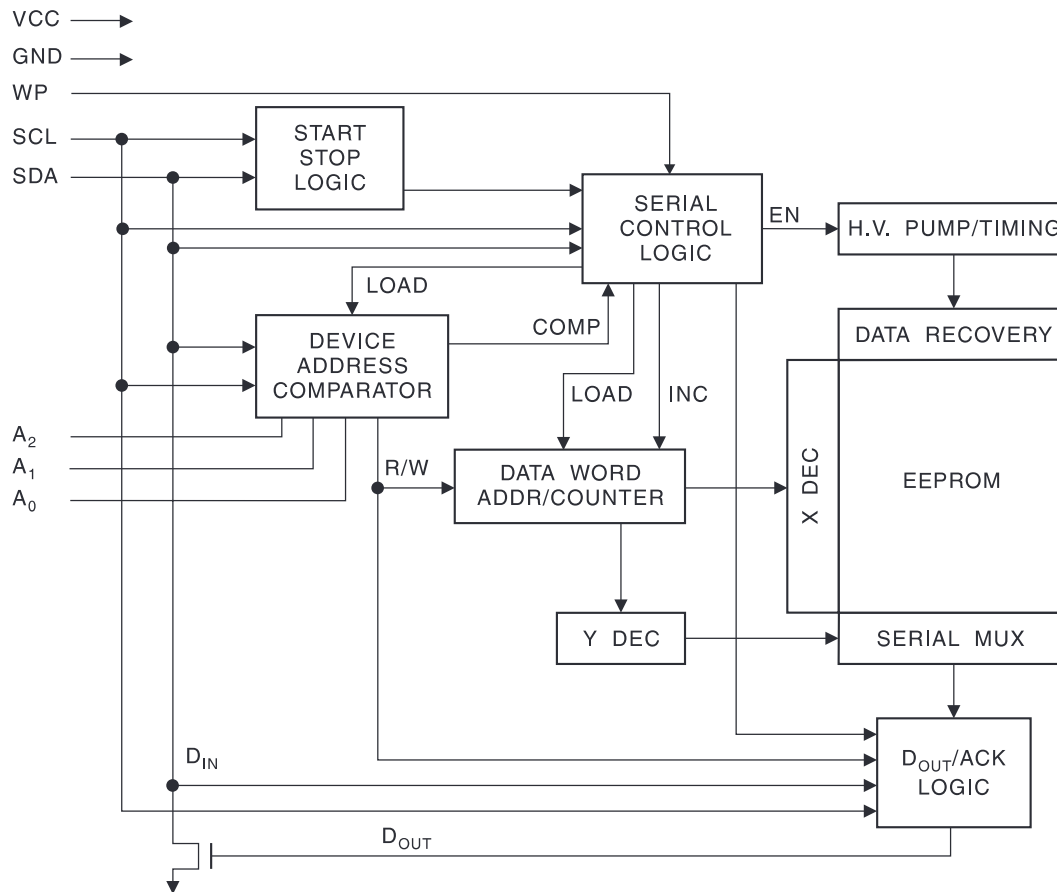 VCC
GND
WP
SCL
SDA
START
STOP
LOGIC
SERIAL
CONTROL
LOGIC
EN
H.V. PUMP/TIMING
LOAD
COMP
DEVICE
ADDRESS
COMPARATOR
DATA RECOVERY
LOAD
INC
A2
A1
A0
R/W
DATA WORD
ADDR/COUNTER
X DEC
EEPROM
Y DEC
SERIAL MUX
DIN
DOUT/ACK
LOGIC
DOUT